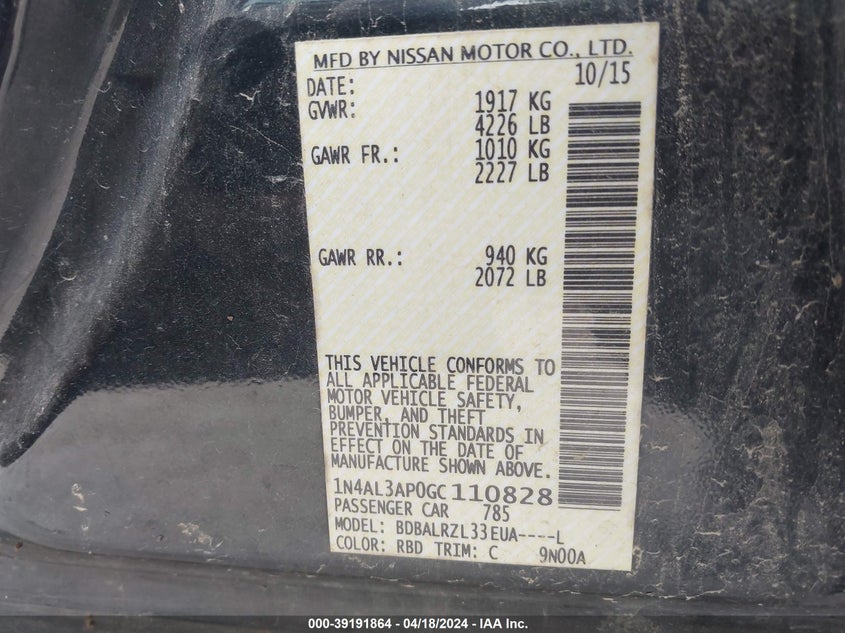 MFD BY NISSAN MOTOR CO., LTD.
DATE: 10/15
GVWR: 1917 KG
4226 LB
GAWR FR.: 1010 KG
2227 LB
GAWR RR.: 940 KG
2072 LB
THIS VEHICLE CONFORMS TO
ALL APPLICABLE FEDERAL
MOTOR VEHICLE SAFETY,
BUMPER, AND THEFT
PREVENTION STANDARDS IN
EFFECT ON THE DATE OF
MANUFACTURE SHOWN ABOVE.
1N4AL3AP0GC110828
PASSENGER CAR 785
MODEL: BDBALRZL33EUA----L
COLOR: RBD TRIM: C 9N00A
000-39191864 / 04/18/2024 - IAA Inc.